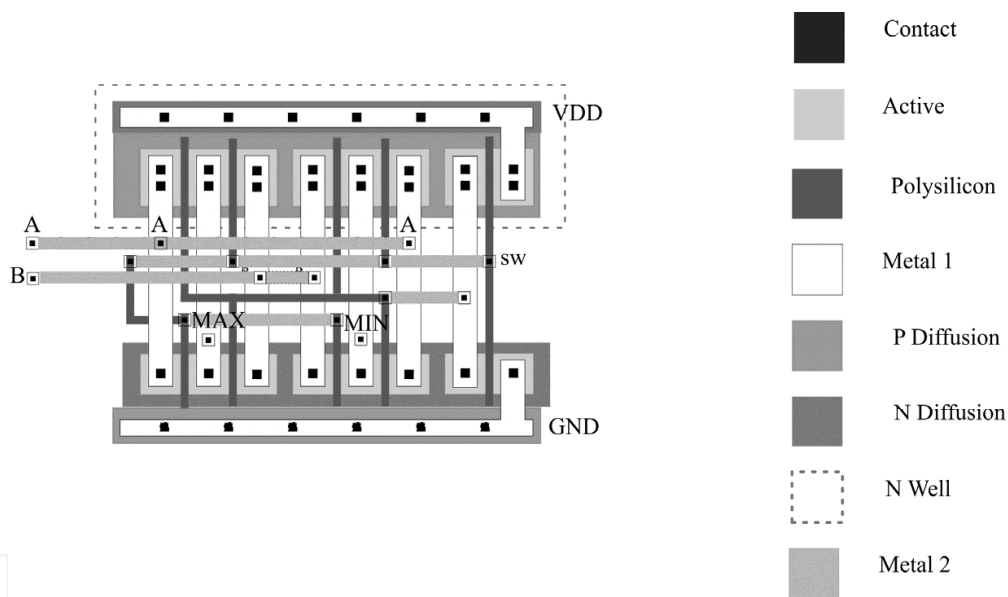 Contact
VDD
Active
Polysilicon
A A A
sw
Metal 1
B
MAX MIN
P Diffusion
N Diffusion
GND
N Well
Metal 2